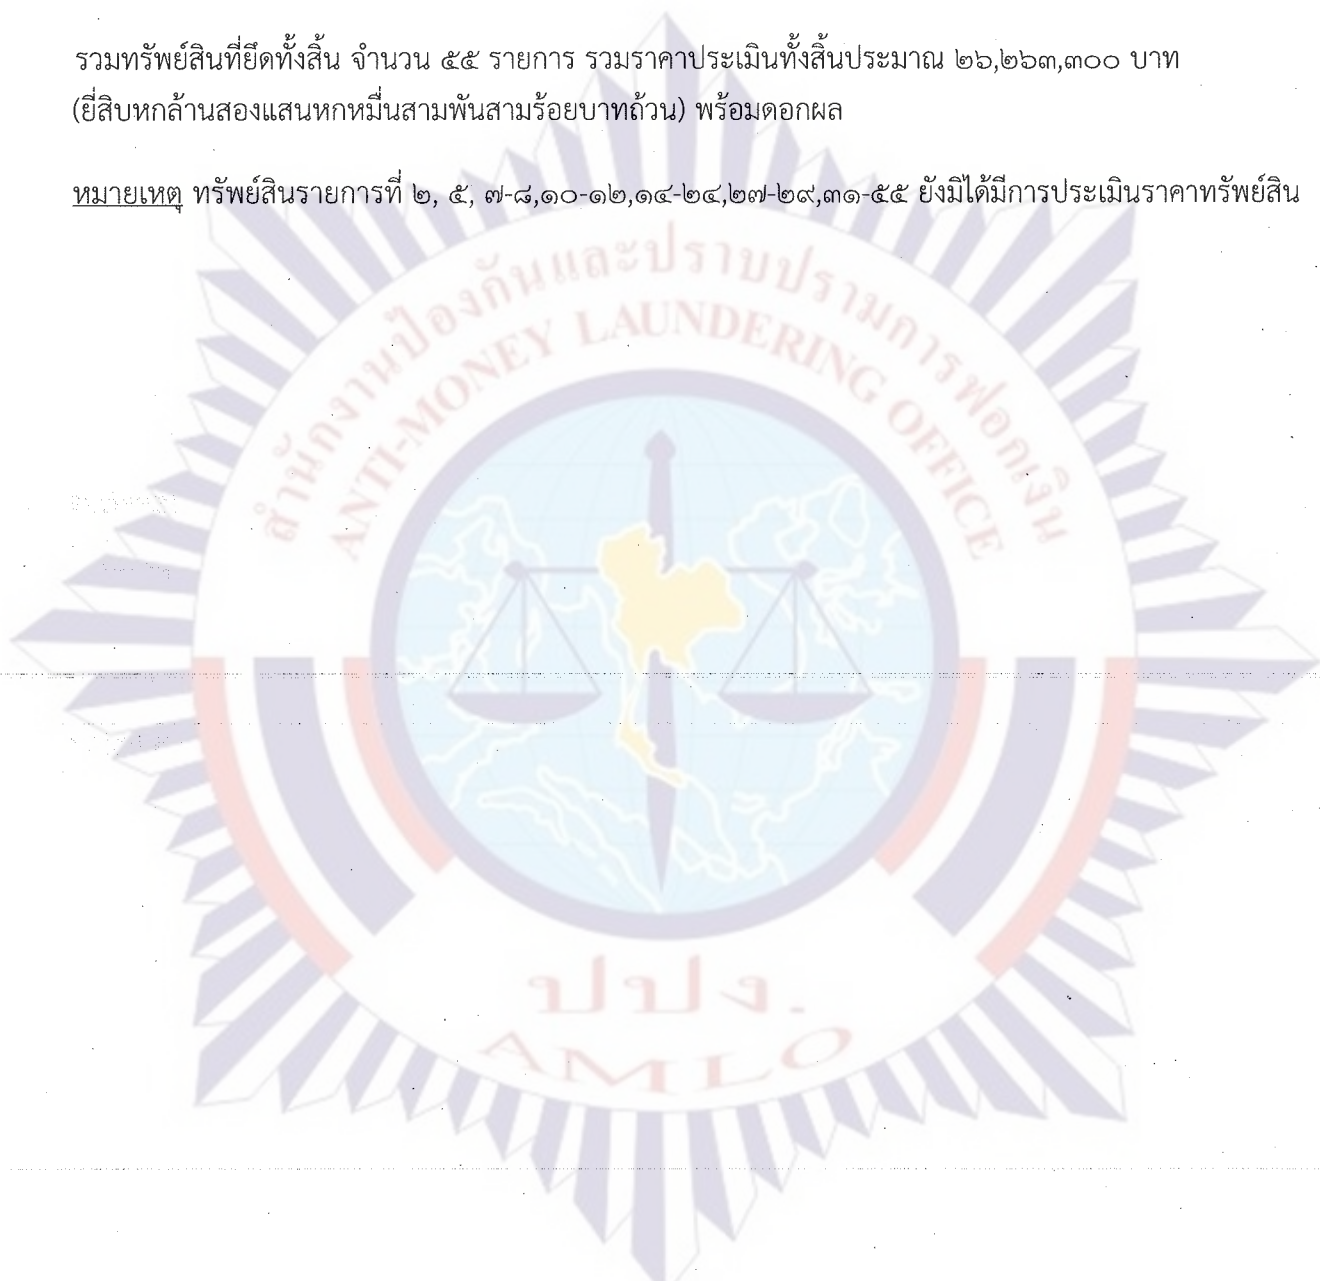 รวมทรัพย์สินที่ยึดทั้งสิ้น จำนวน ๕๕ รายการ รวมราคาประเมินทั้งสิ้นประมาณ ๒๖,๒๖๓,๓๐๐ บาท
(ยี่สิบหกล้านสองแสนหกหมื่นสามพันสามร้อยบาทถ้วน) พร้อมดอกผล
หมายเหตุ ทรัพย์สินรายการที่ ๒, ๕, ๗-๘,๑๐-๑๒,๑๔-๒๔,๒๗-๒๙,๓๑-๕๕ ยังมิได้มีการประเมินราคาทรัพย์สิน
สำนักงานป้องกันและปราบปรามการฟอกเงิน
ANTI-MONEY LAUNDERING OFFICE
ปปง.
AMLO